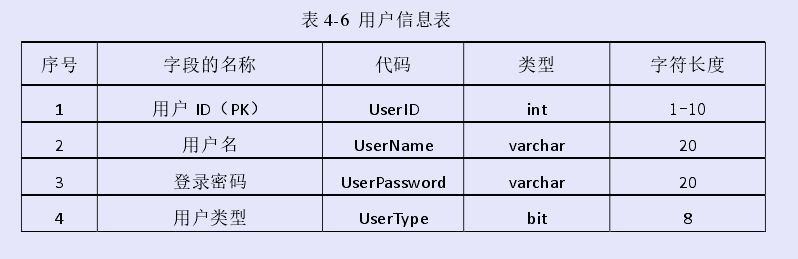 表 4-6 用户信息表
序号 字段的名称 代码 类型 字符长度
1 用户 ID（PK） UserID int 1-10
2 用户名 UserName varchar 20
3 登录密码 UserPassword varchar 20
4 用户类型 UserType bit 8